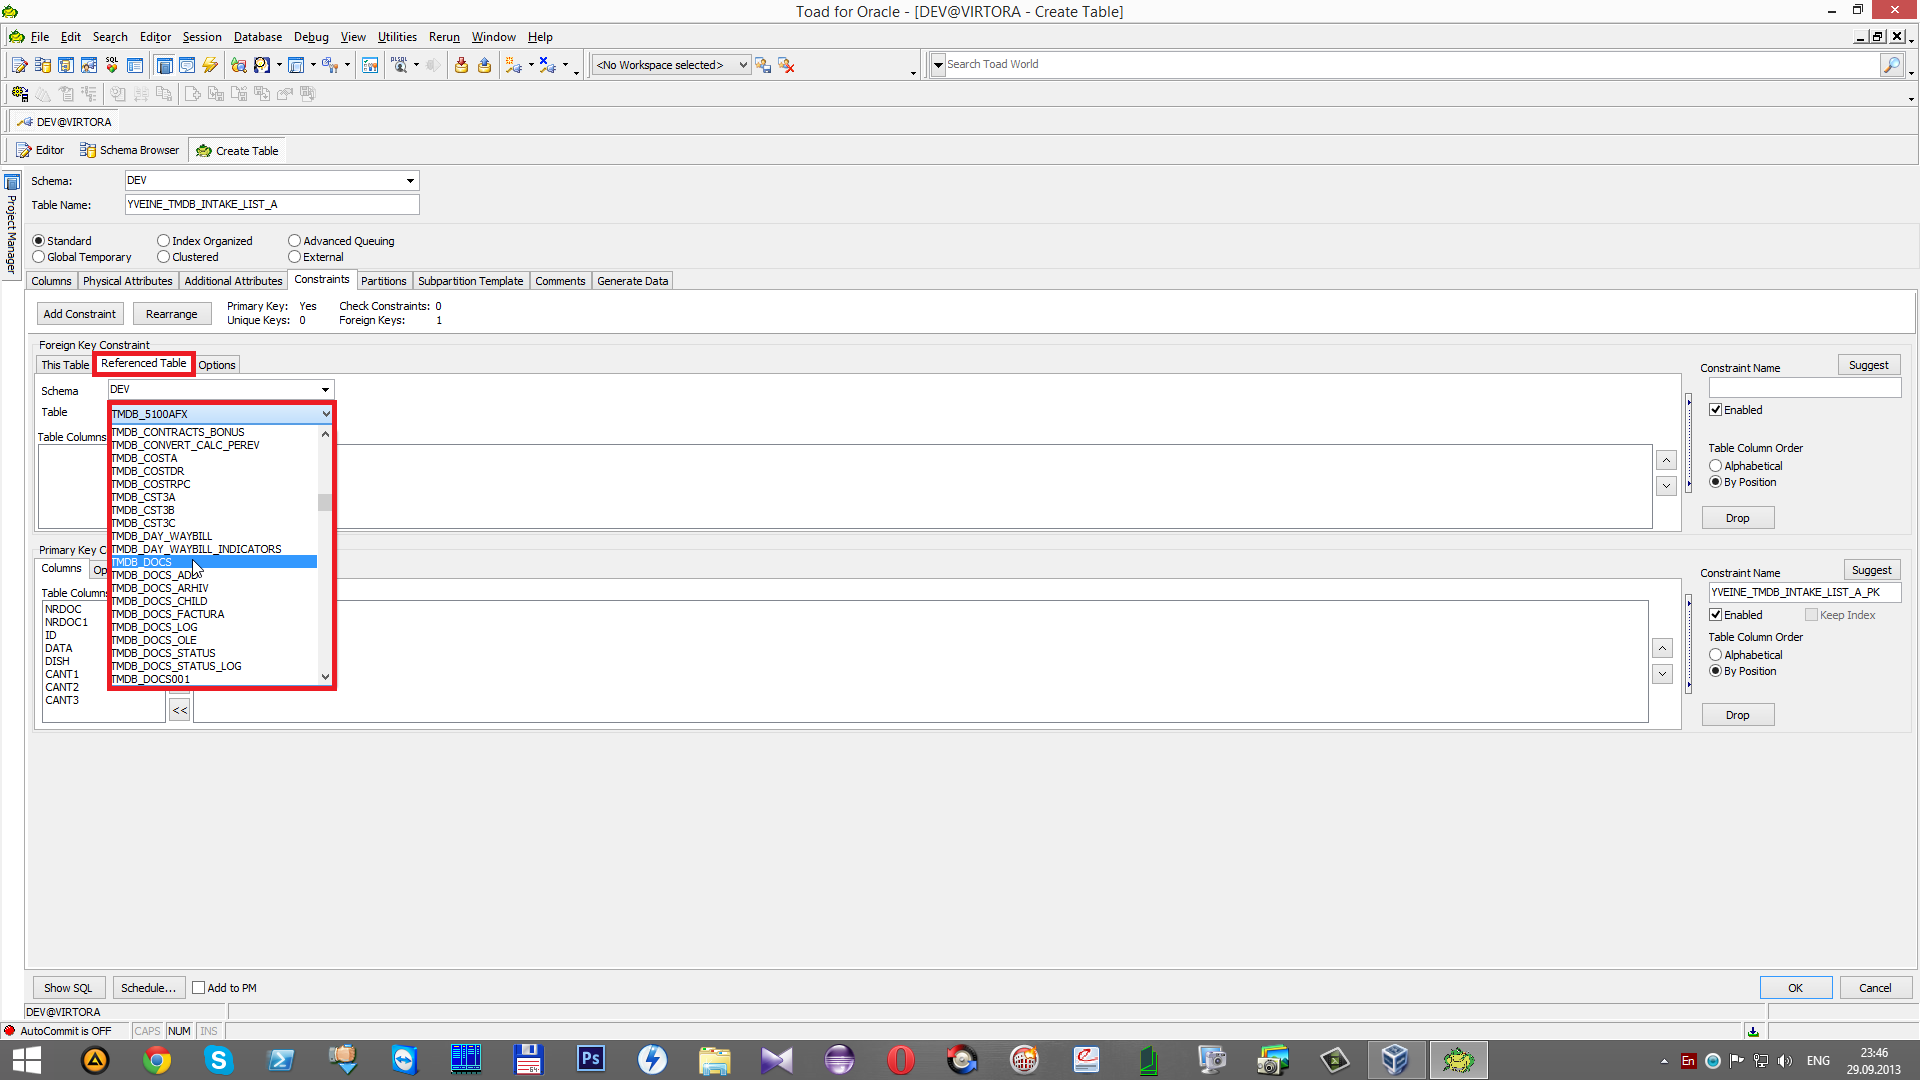 Toad for Oracle - [DEV@VIRTORA - Create Table]
File Edit Search Editor Session Database Debug View Utilities Rerun Window Help
<No Workspace selected>
Search Toad World
DEV@VIRTORA
Editor Schema Browser Create Table
Project Manager
Schema: DEV
Table Name: YVEINE_TMDB_INTAKE_LIST_A
Standard Index Organized Advanced Queuing
Global Temporary Clustered External
Columns Physical Attributes Additional Attributes Constraints Partitions Subpartition Template Comments Generate Data
Add Constraint Rearrange
Primary Key: Yes Check Constraints: 0
Unique Keys: 0 Foreign Keys: 1
Foreign Key Constraint
This Table Referenced Table Options
Schema DEV
Table TMDB_5100AFX
Table Columns
TMDB_CONTRACTS_BONUS
TMDB_CONVERT_CALC_PEREV
TMDB_COSTA
TMDB_COSTDR
TMDB_COSTRPC
TMDB_CST3A
TMDB_CST3B
TMDB_CST3C
TMDB_DAY_WAYBILL
TMDB_DAY_WAYBILL_INDICATORS
TMDB_DOCS
TMDB_DOCS_AD
TMDB_DOCS_ARHIV
TMDB_DOCS_CHILD
TMDB_DOCS_FACTURA
TMDB_DOCS_LOG
TMDB_DOCS_OLE
TMDB_DOCS_STATUS
TMDB_DOCS_STATUS_LOG
TMDB_DOCS001
Constraint Name Suggest
Enabled
Table Column Order
Alphabetical
By Position
Drop
Primary Key C
Columns Op
Table Columns
NRDOC
NRDOC1
ID
DATA
DISH
CANT1
CANT2
CANT3
<<
Constraint Name Suggest
YVEINE_TMDB_INTAKE_LIST_A_PK
Enabled Keep Index
Table Column Order
Alphabetical
By Position
Drop
Show SQL Schedule... Add to PM OK Cancel
DEV@VIRTORA
AutoCommit is OFF CAPS NUM INS
Ps
64
En
ENG
23:46
29.09.2013